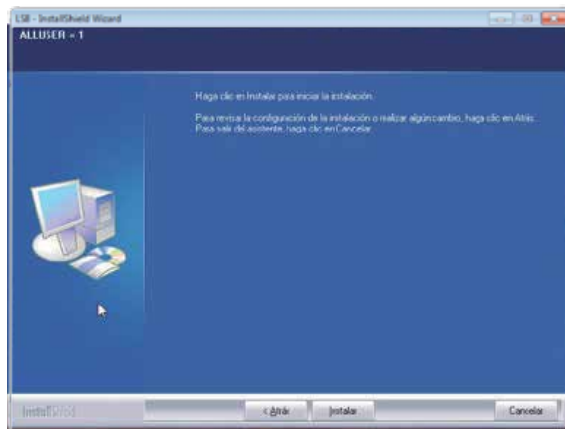 LSB - InstallShield Wizard
ALLUSER = 1
Haga clic en Instalar para iniciar la instalación.
Para revisar la configuración de la instalación o realizar algún cambio, haga clic en Atrás.
Para salir del asistente, haga clic en Cancelar.
InstallShield
< Atrás
Instalar
Cancelar